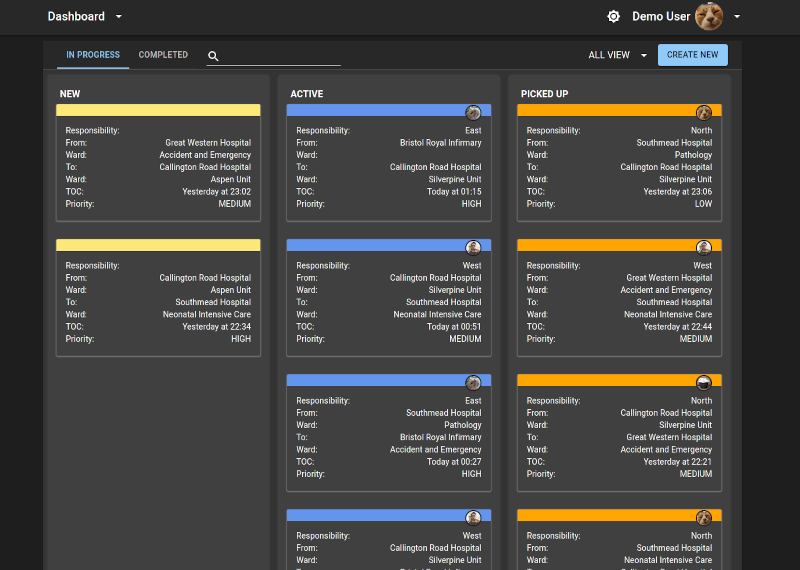 Dashboard
Demo User
IN PROGRESS COMPLETED
ALL VIEW
CREATE NEW
NEW
Responsibility:
From: Great Western Hospital
Ward: Accident and Emergency
To: Callington Road Hospital
Ward: Aspen Unit
TOC: Yesterday at 23:02
Priority: MEDIUM
Responsibility:
From: Callington Road Hospital
Ward: Aspen Unit
To: Southmead Hospital
Ward: Neonatal Intensive Care
TOC: Yesterday at 22:34
Priority: HIGH
ACTIVE
Responsibility: East
From: Bristol Royal Infirmary
Ward:
To: Callington Road Hospital
Ward: Silverpine Unit
TOC: Today at 01:15
Priority: HIGH
Responsibility: West
From: Callington Road Hospital
Ward: Silverpine Unit
To: Southmead Hospital
Ward: Neonatal Intensive Care
TOC: Today at 00:51
Priority: MEDIUM
Responsibility: East
From: Southmead Hospital
Ward: Pathology
To: Bristol Royal Infirmary
Ward: Accident and Emergency
TOC: Today at 00:27
Priority: HIGH
Responsibility: West
From: Callington Road Hospital
Ward: Silverpine Unit
PICKED UP
Responsibility: North
From: Southmead Hospital
Ward: Pathology
To: Callington Road Hospital
Ward: Silverpine Unit
TOC: Yesterday at 23:06
Priority: LOW
Responsibility: West
From: Great Western Hospital
Ward: Accident and Emergency
To: Southmead Hospital
Ward: Neonatal Intensive Care
TOC: Yesterday at 22:44
Priority: MEDIUM
Responsibility: North
From: Callington Road Hospital
Ward: Silverpine Unit
To: Great Western Hospital
Ward: Accident and Emergency
TOC: Yesterday at 22:21
Priority: MEDIUM
Responsibility: North
From: Southmead Hospital
Ward: Neonatal Intensive Care